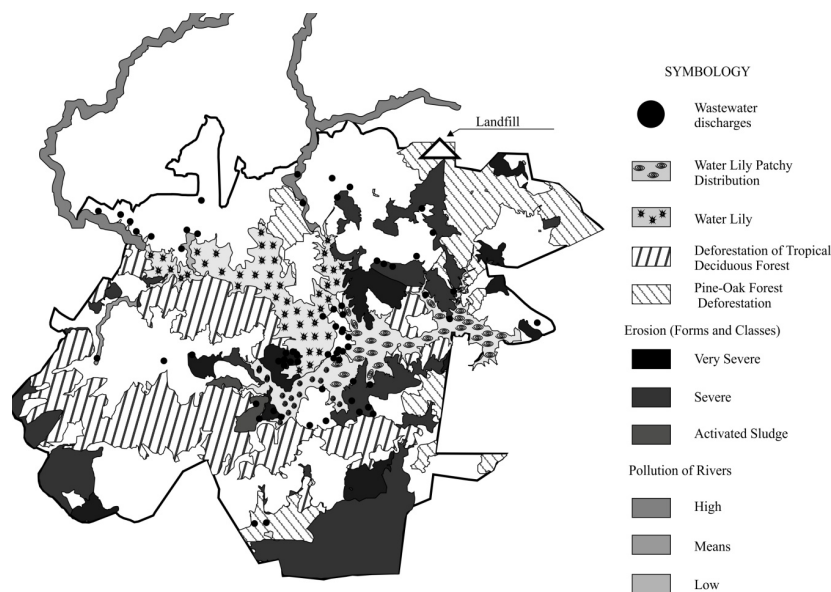 Landfill
SYMBOLOGY
Wastewater
discharges
Water Lily Patchy
Distribution
Water Lily
Deforestation of Tropical
Deciduous Forest
Pine-Oak Forest
Deforestation
Erosion (Forms and Classes)
Very Severe
Severe
Activated Sludge
Pollution of Rivers
High
Means
Low